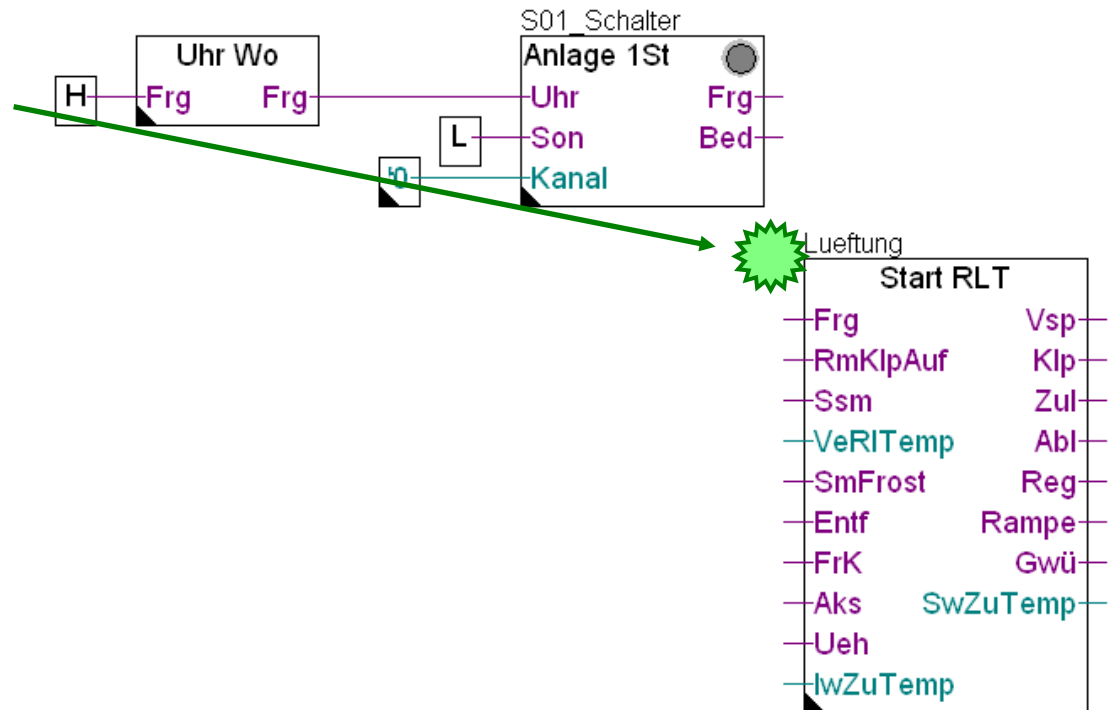 S01_Schalter
Uhr Wo
Anlage 1St
H
Frg Frg
Uhr Frg
L
Son Bed
Kanal
Lueftung
Start RLT
Frg Vsp
RmKlpAuf Klp
Ssm Zul
VeRlTemp Abl
SmFrost Reg
Entf Rampe
FrK Gwü
Aks SwZuTemp
Ueh
IwZuTemp